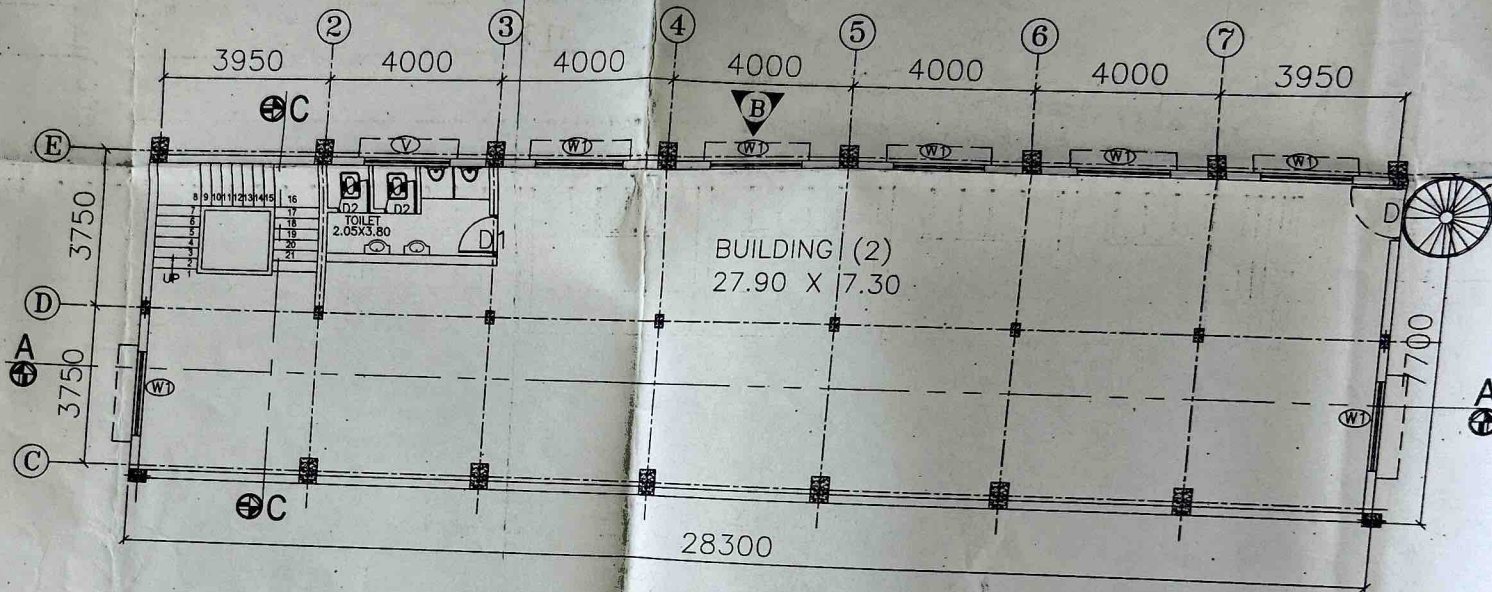 2 3 4 5 6 7
3950 4000 4000 4000 4000 4000 3950
C
B
E
V W1 W1 W1 W1 W1
8 9 10 11 12 13 14 15 16
7 17
6 18
5 19
4 20
3 21
2
1
UP
D2 D2
TOILET
2.05X3.80
D1
D
3750
BUILDING (2)
27.90 X 7.30
D
A
3750
W1
7700
W1
A
C
C
28300